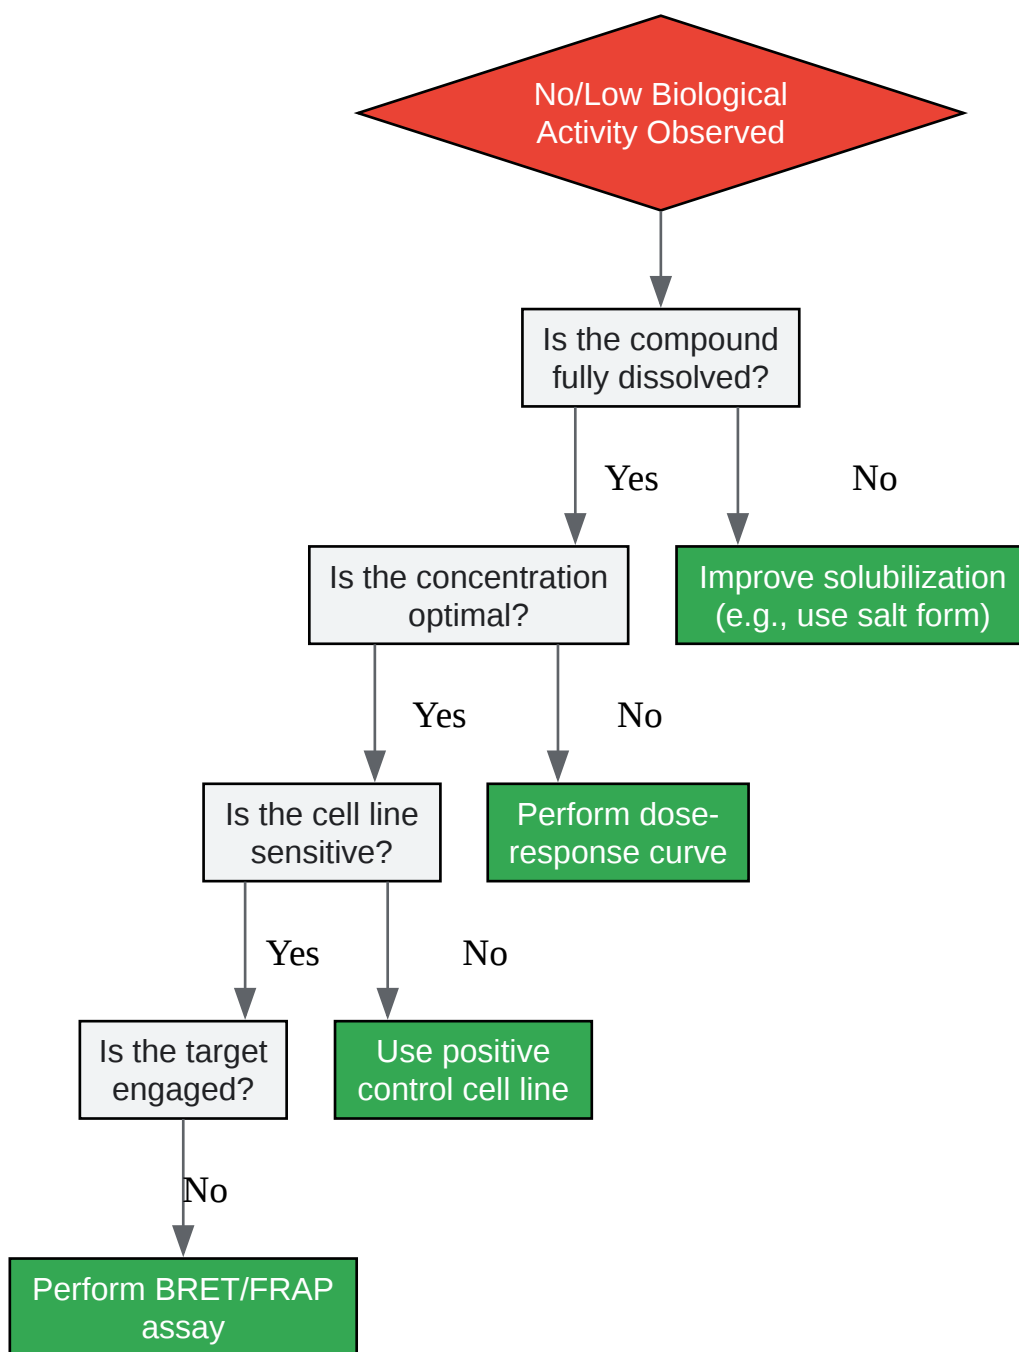 No/Low Biological
Activity Observed
Is the compound
fully dissolved?
Yes
No
Is the concentration
optimal?
Improve solubilization
(e.g., use salt form)
Yes
No
Is the cell line
sensitive?
Perform dose-
response curve
Yes
No
Is the target
engaged?
Use positive
control cell line
No
Perform BRET/FRAP
assay